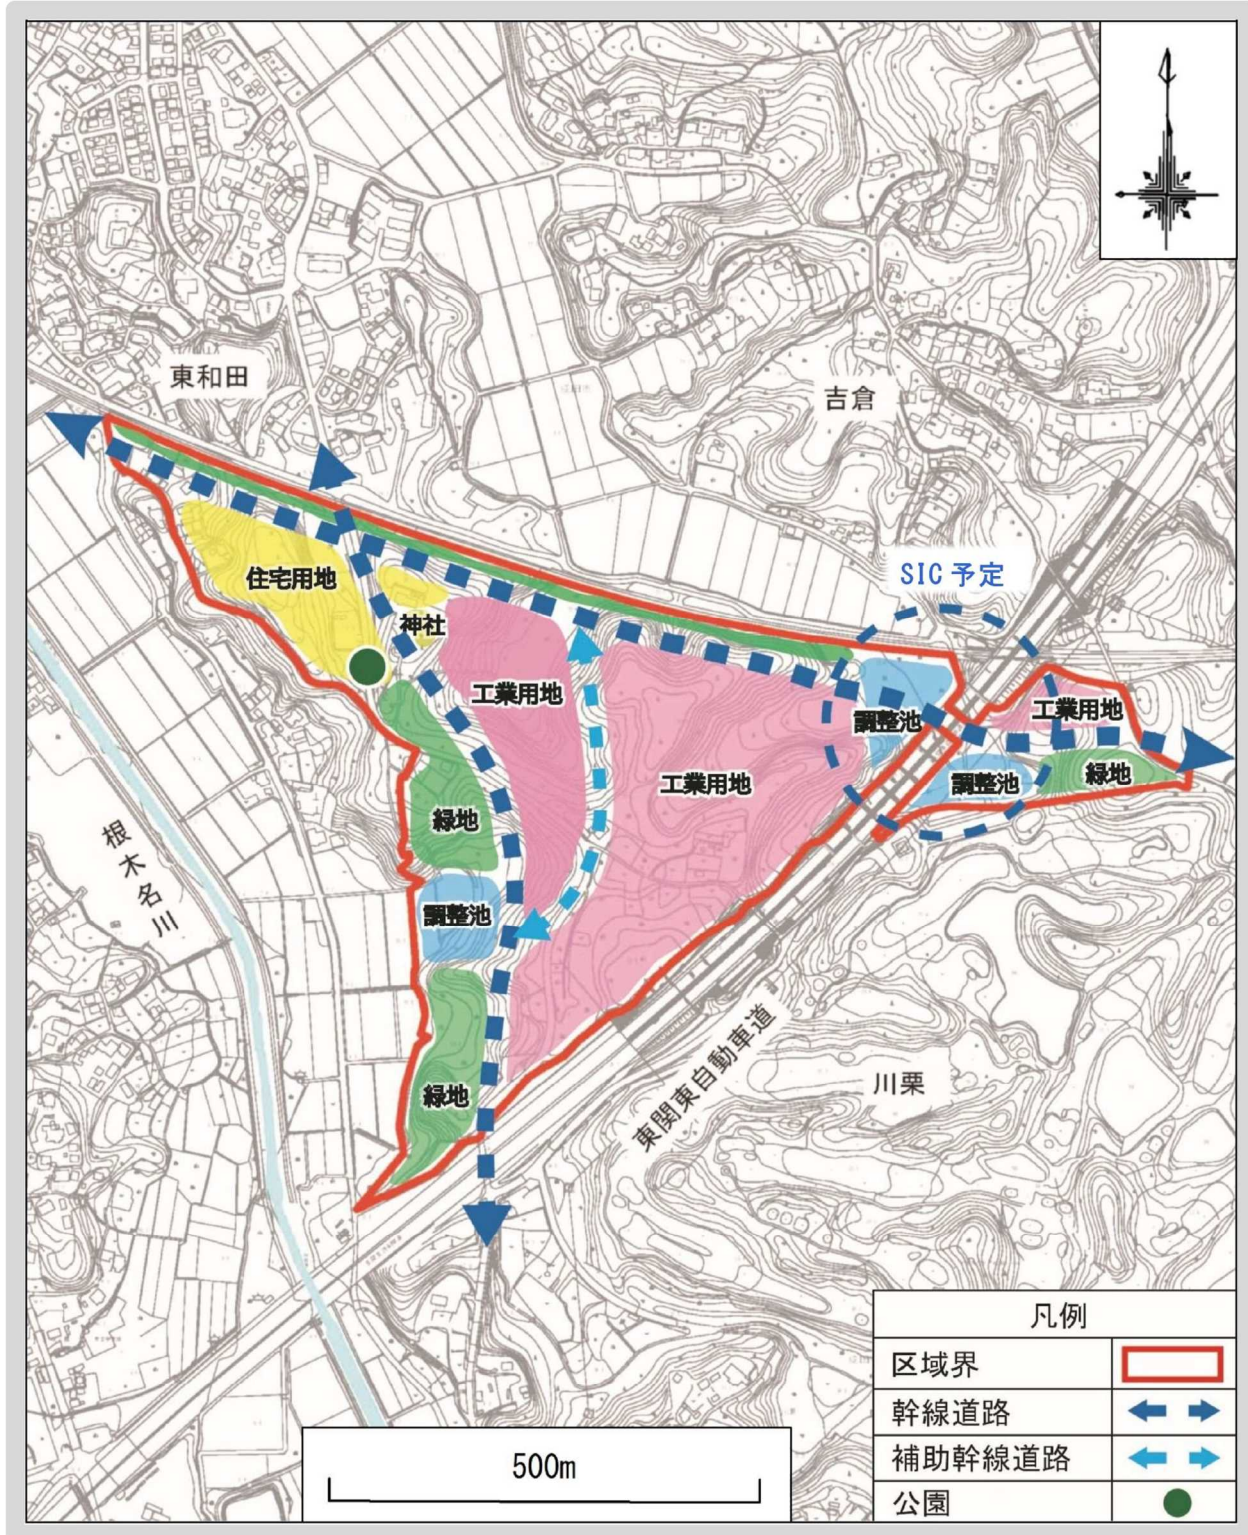 東和田
吉倉
SIC 予定
住宅用地
神社
工業用地
工業用地
調整池
工業用地
調整池
緑地
緑地
根木名川
調整池
緑地
東関東自動車道
川栗
凡例
区域界
幹線道路
補助幹線道路
公園
500m